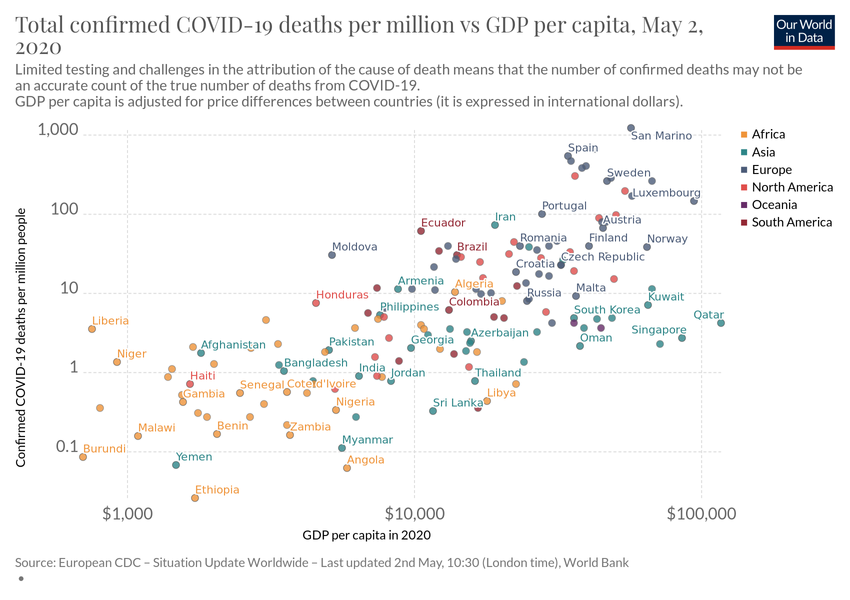 Total confirmed COVID-19 deaths per million vs GDP per capita, May 2,
2020
Our World
in Data
Limited testing and challenges in the attribution of the cause of death means that the number of confirmed deaths may not be
an accurate count of the true number of deaths from COVID-19.
GDP per capita is adjusted for price differences between countries (it is expressed in international dollars).
1,000
San Marino
Africa
Spain
Asia
Sweden
Europe
Luxembourg
North America
100
Portugal
Oceania
Ecuador
Iran
Austria
South America
Moldova
Brazil
Romania
Finland
Norway
Croatia
Czech Republic
Armenia
Algeria
10
Honduras
Colombia
Russia
Malta
Kuwait
Philippines
South Korea
Qatar
Liberia
Azerbaijan
Singapore
Afghanistan
Pakistan
Georgia
Oman
Niger
Bangladesh
1
India
Jordan
Thailand
Haiti
Senegal
Coted'Ivoire
Gambia
Nigeria
Sri Lanka
Libya
Malawi
Benin
Zambia
Myanmar
0.1
Burundi
Yemen
Angola
Ethiopia
Confirmed COVID-19 deaths per million people
$1,000
$10,000
$100,000
GDP per capita in 2020
Source: European CDC – Situation Update Worldwide – Last updated 2nd May, 10:30 (London time), World Bank